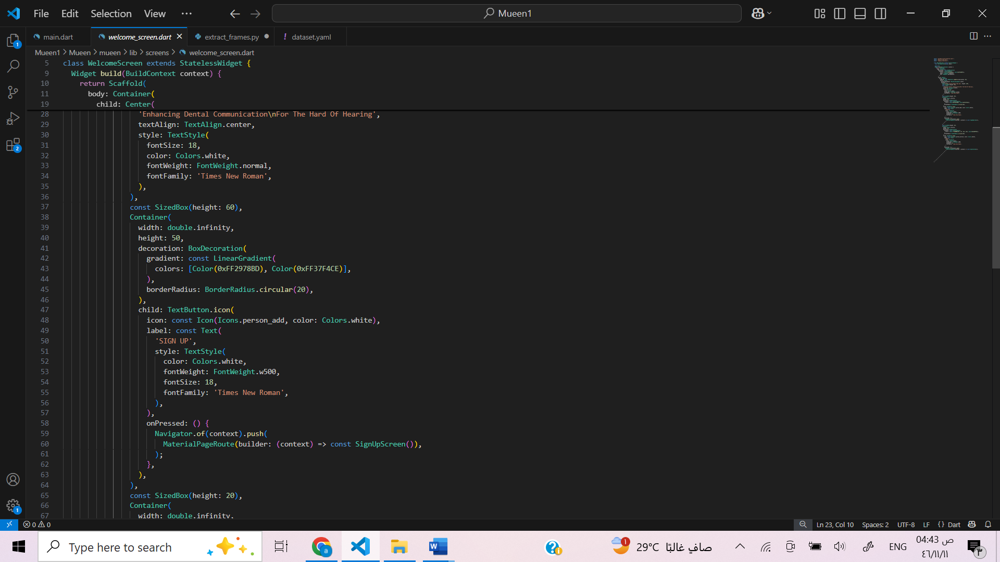 File Edit Selection View ··· Mueen1
main.dart welcome_screen.dart extract_frames.py dataset.yaml
Mueen1 > Mueen > mueen > lib > screens > welcome_screen.dart
5 class WelcomeScreen extends StatelessWidget {
9 Widget build(BuildContext context) {
10 return Scaffold(
11 body: Container(
19 child: Center(
28 'Enhancing Dental Communication\nFor The Hard Of Hearing',
29 textAlign: TextAlign.center,
30 style: TextStyle(
31 fontSize: 18,
32 color: Colors.white,
33 fontWeight: FontWeight.normal,
34 fontFamily: 'Times New Roman',
35 ),
36 ),
37 const SizedBox(height: 60),
38 Container(
39 width: double.infinity,
40 height: 50,
41 decoration: BoxDecoration(
42 gradient: const LinearGradient(
43 colors: [Color(0xFF2978BD), Color(0xFF37F4CE)],
44 ),
45 borderRadius: BorderRadius.circular(20),
46 ),
47 child: TextButton.icon(
48 icon: const Icon(Icons.person_add, color: Colors.white),
49 label: const Text(
50 'SIGN UP',
51 style: TextStyle(
52 color: Colors.white,
53 fontWeight: FontWeight.w500,
54 fontSize: 18,
55 fontFamily: 'Times New Roman',
56 ),
57 ),
58 onPressed: () {
59 Navigator.of(context).push(
60 MaterialPageRoute(builder: (context) => const SignUpScreen()),
61 );
62 },
63 ),
64 ),
65 const SizedBox(height: 20),
66 Container(
67 width: double.infinity,
0 0 Ln 23, Col 10 Spaces: 2 UTF-8 LF {} Dart
Type here to search 1 29°C صافٍ غالبًا ENG 04:43 ص
٤٦/١١/١١ ٣